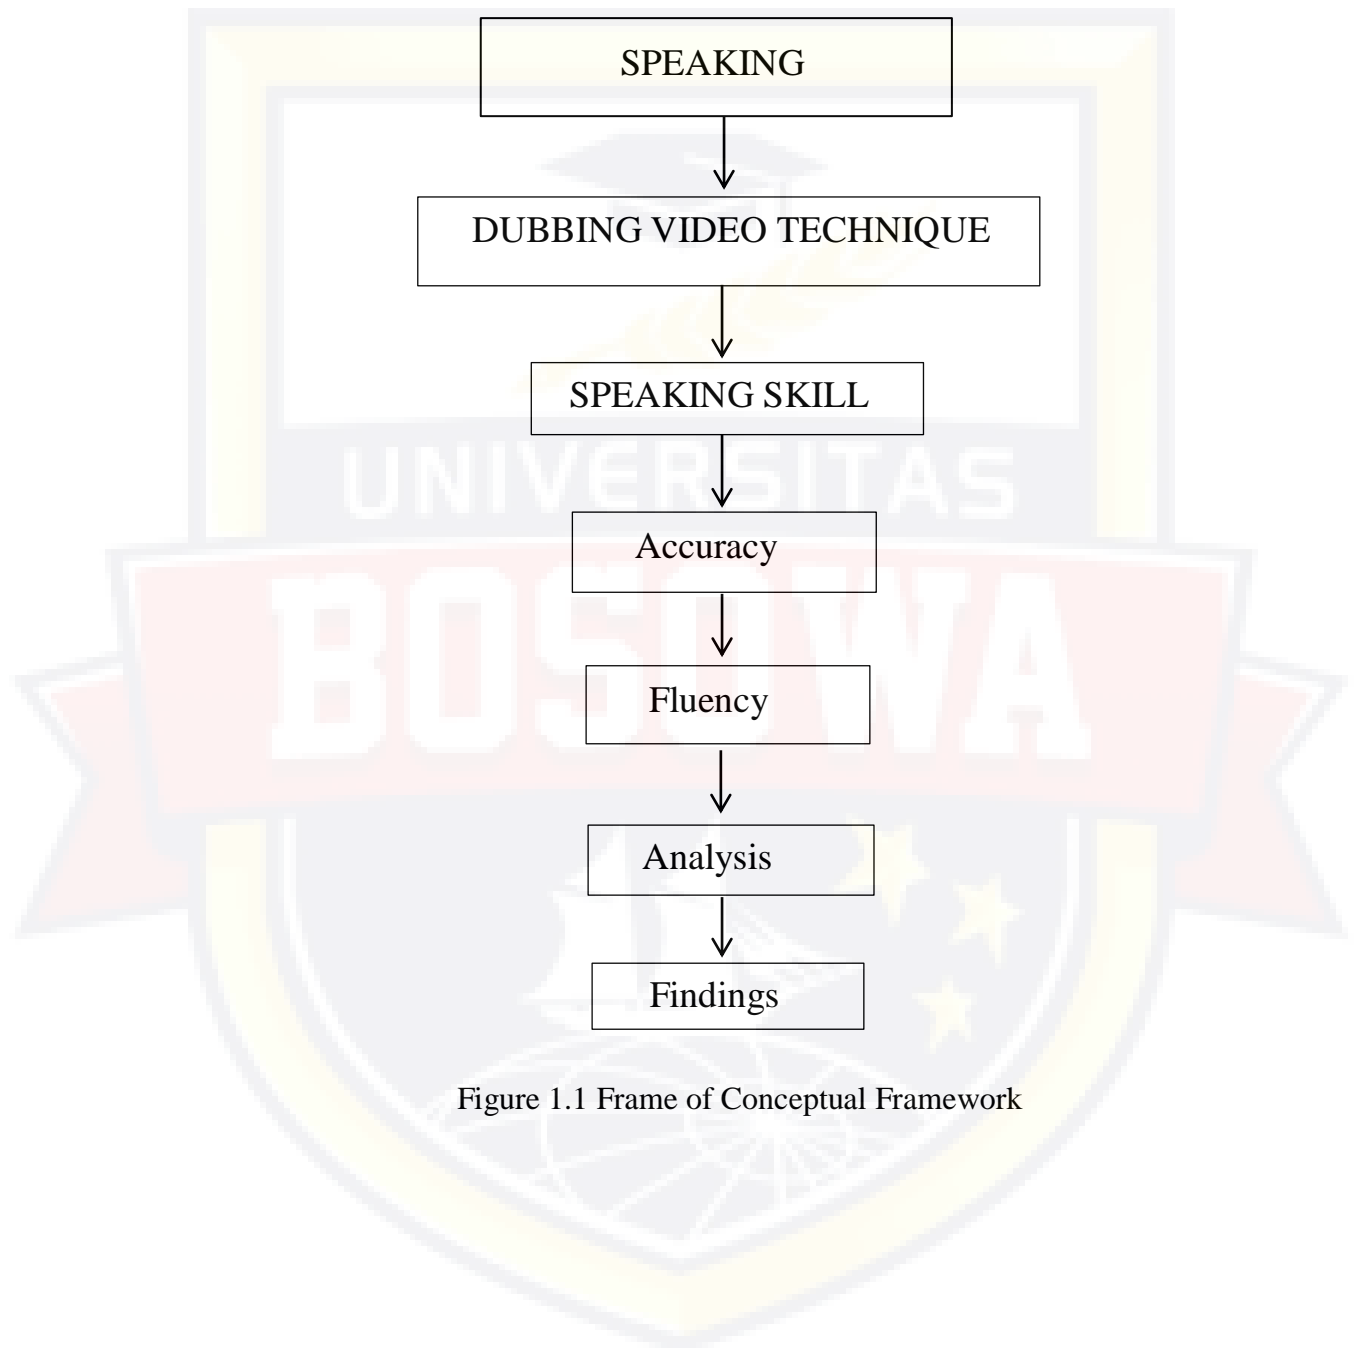 SPEAKING
DUBBING VIDEO TECHNIQUE
SPEAKING SKILL
UNIVERSITAS
Accuracy
BOSOWA
Fluency
Analysis
Findings
Figure 1.1 Frame of Conceptual Framework